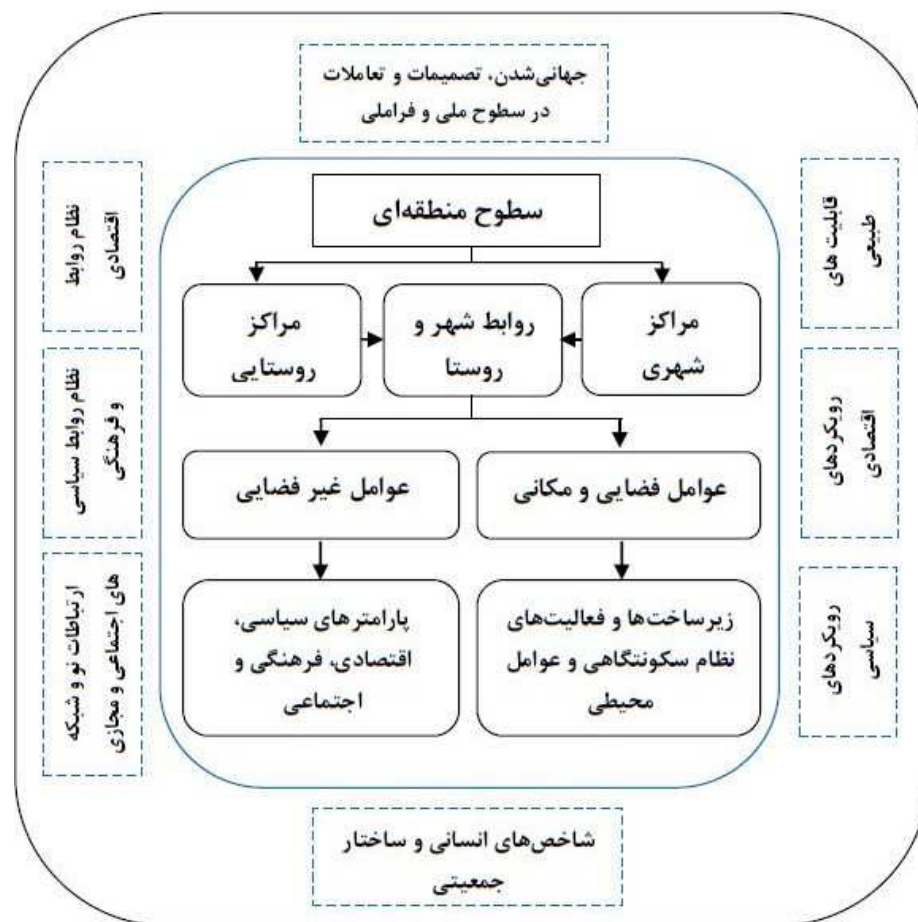 جهانی‌شدن، تصمیمات و تعاملات
در سطوح ملی و فراملی
قابلیت های
طبیعی
رویکردهای
اقتصادی
رویکردهای
سیاسی
سطوح منطقه‌ای
مراکز
شهری
روابط شهر و
روستا
مراکز
روستایی
عوامل فضایی و مکانی
عوامل غیر فضایی
زیرساخت‌ها و فعالیت‌های
نظام سکونتگاهی و عوامل
محیطی
پارامترهای سیاسی،
اقتصادی، فرهنگی و
اجتماعی
نظام روابط
اقتصادی
نظام روابط سیاسی
و فرهنگی
ارتباطات نو و شبکه
های اجتماعی و مجازی
شاخص‌های انسانی و ساختار
جمعیتی